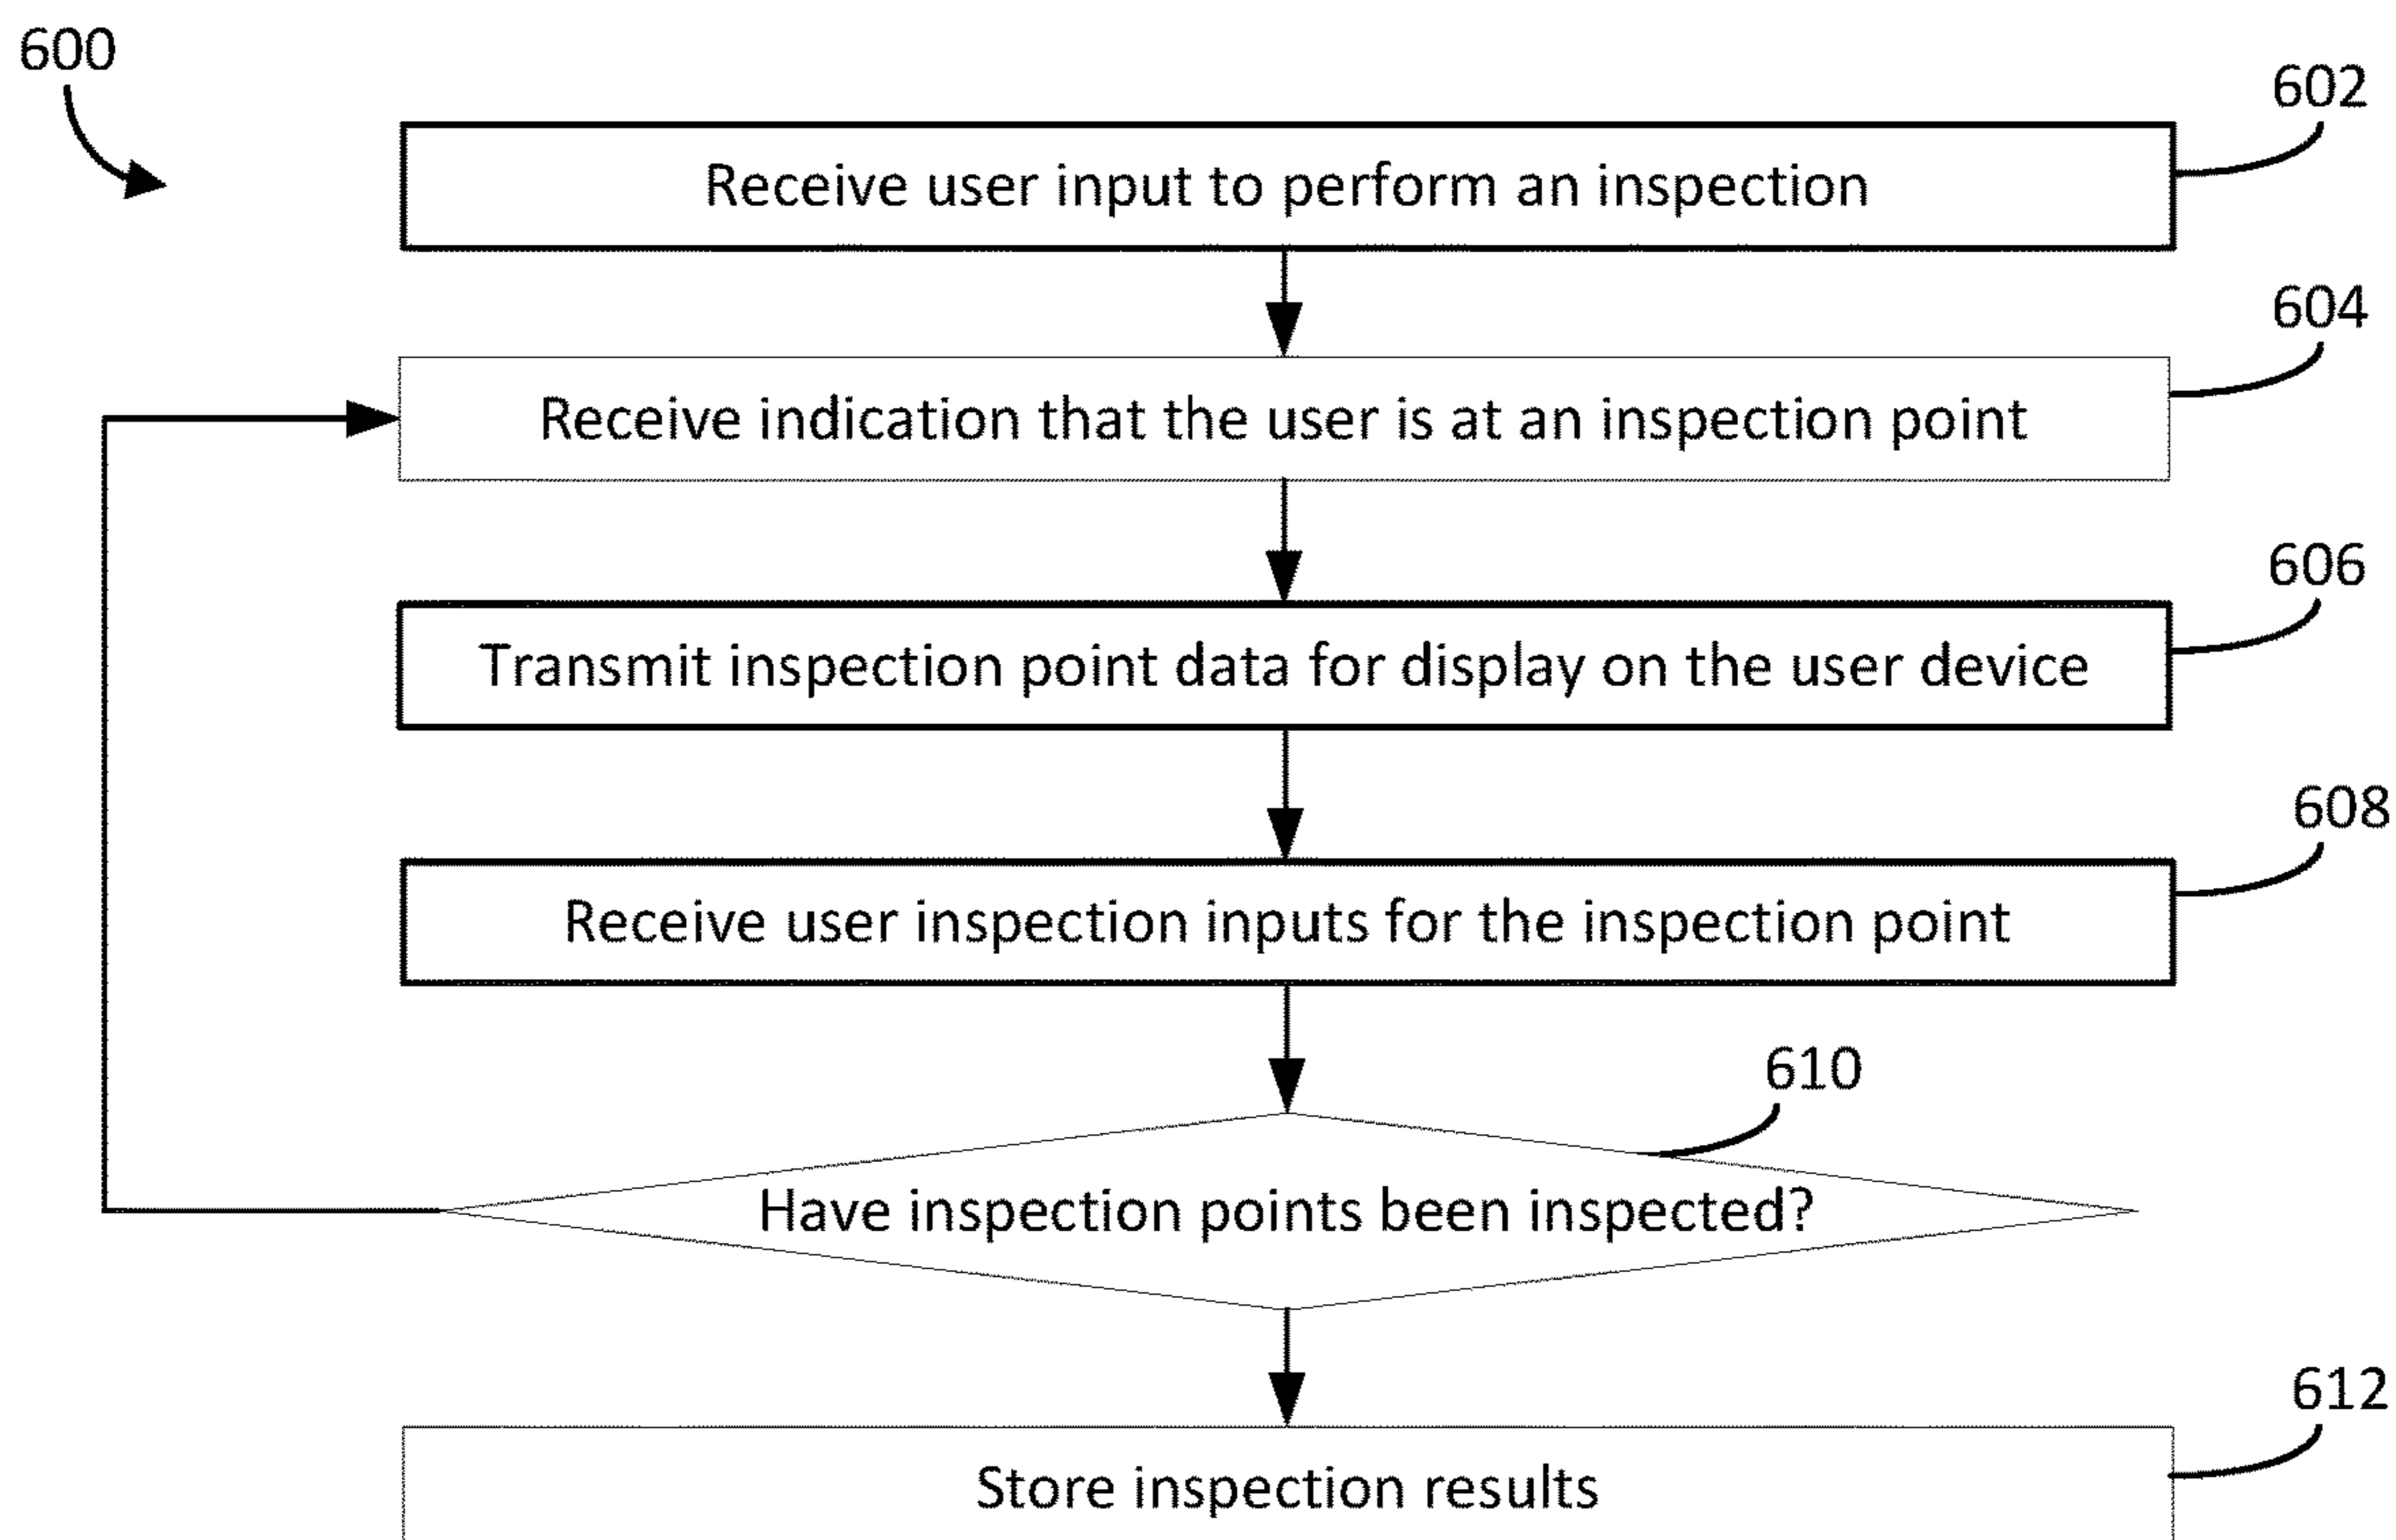 600
602
Receive user input to perform an inspection
604
Receive indication that the user is at an inspection point
606
Transmit inspection point data for display on the user device
608
Receive user inspection inputs for the inspection point
610
Have inspection points been inspected?
612
Store inspection results